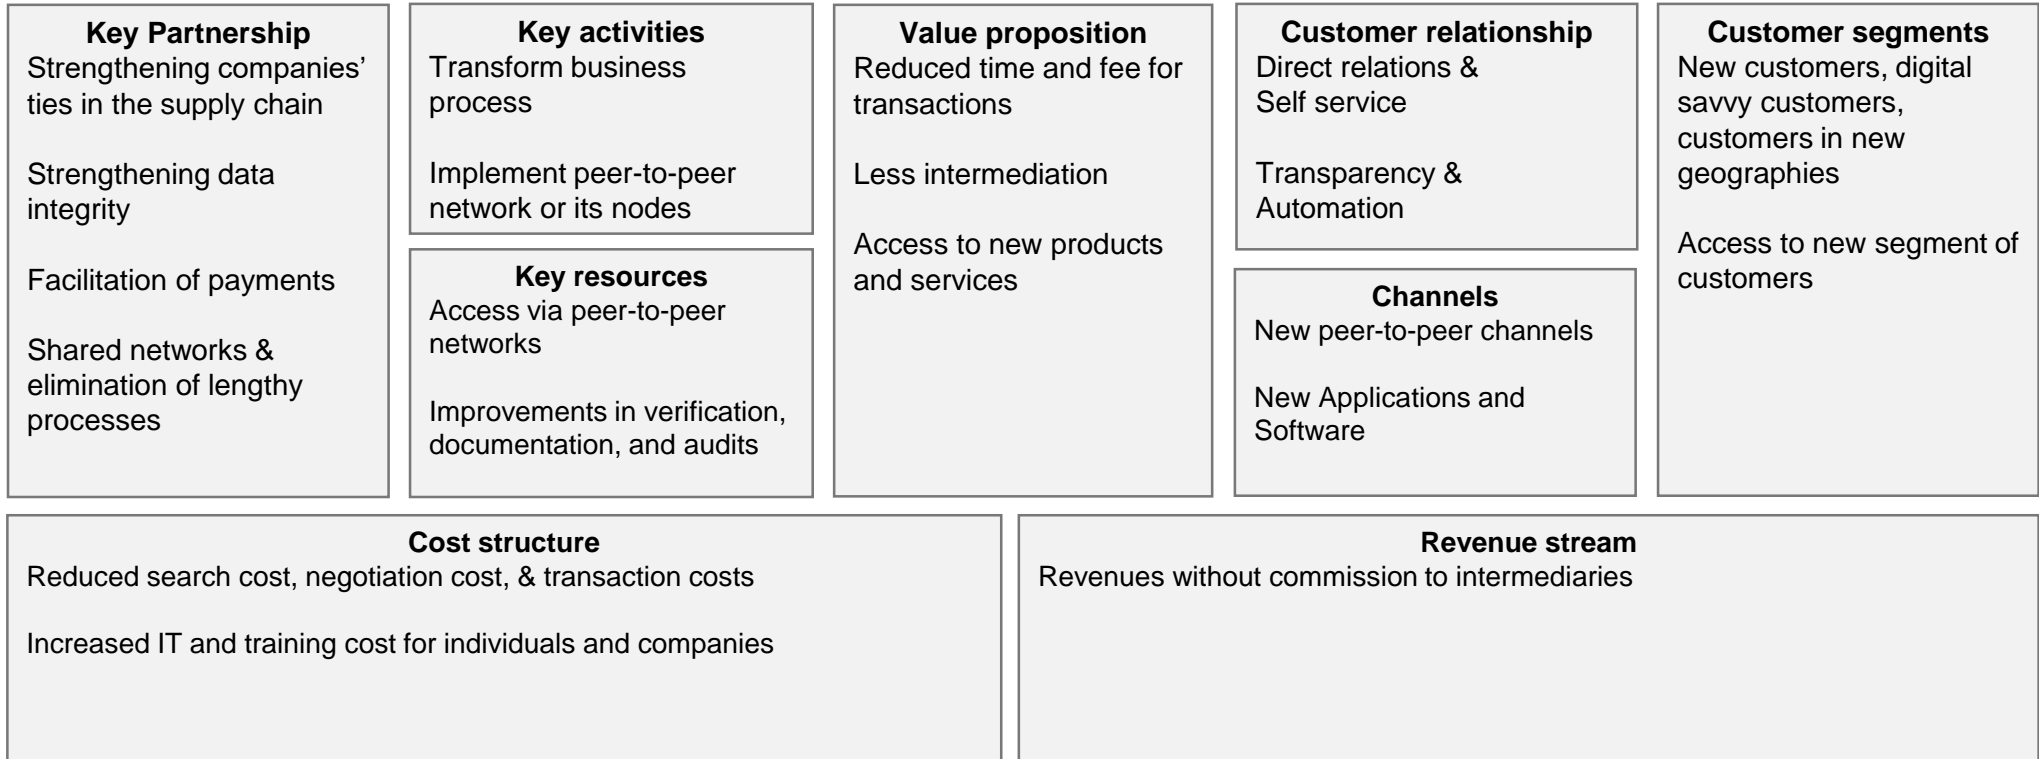 Key Partnership
Strengthening companies’
ties in the supply chain
Strengthening data
integrity
Facilitation of payments
Shared networks &
elimination of lengthy
processes
Key activities
Transform business
process
Implement peer-to-peer
network or its nodes
Key resources
Access via peer-to-peer
networks
Improvements in verification,
documentation, and audits
Value proposition
Reduced time and fee for
transactions
Less intermediation
Access to new products
and services
Customer relationship
Direct relations &
Self service
Transparency &
Automation
Channels
New peer-to-peer channels
New Applications and
Software
Customer segments
New customers, digital
savvy customers,
customers in new
geographies
Access to new segment of
customers
Cost structure
Reduced search cost, negotiation cost, & transaction costs
Increased IT and training cost for individuals and companies
Revenue stream
Revenues without commission to intermediaries